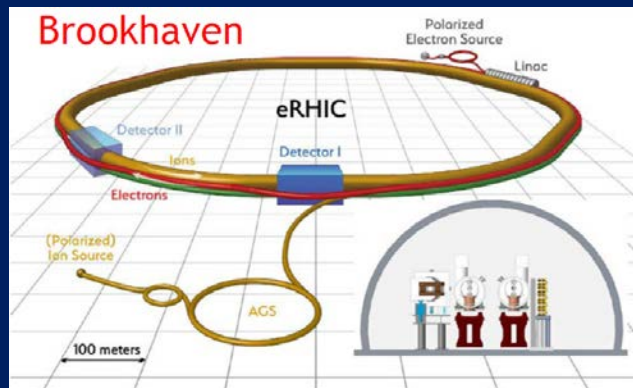 Brookhaven
Polarized
Electron Source
Linac
eRHIC
Detector II
Detector I
Ions
Electrons
(Polarized)
Ion Source
AGS
100 meters